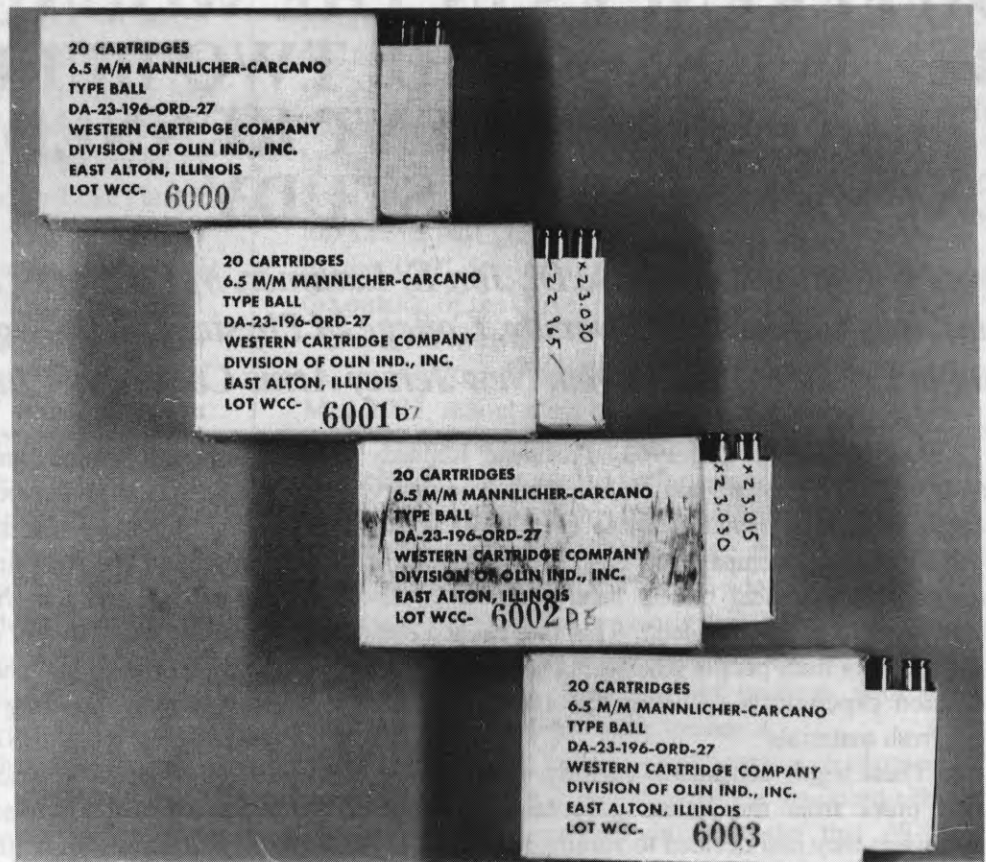 20 CARTRIDGES
6.5 M/M MANNLICHER-CARCANO
TYPE BALL
DA-23-196-ORD-27
WESTERN CARTRIDGE COMPANY
DIVISION OF OLIN IND., INC.
EAST ALTON, ILLINOIS
LOT WCC- 6000
20 CARTRIDGES
6.5 M/M MANNLICHER-CARCANO
TYPE BALL
DA-23-196-ORD-27
WESTERN CARTRIDGE COMPANY
DIVISION OF OLIN IND., INC.
EAST ALTON, ILLINOIS
LOT WCC- 6001
x23.030
22 965
20 CARTRIDGES
6.5 M/M MANNLICHER-CARCANO
TYPE BALL
DA-23-196-ORD-27
WESTERN CARTRIDGE COMPANY
DIVISION OF OLIN IND., INC.
EAST ALTON, ILLINOIS
LOT WCC- 6002
x23.015
x23.030
20 CARTRIDGES
6.5 M/M MANNLICHER-CARCANO
TYPE BALL
DA-23-196-ORD-27
WESTERN CARTRIDGE COMPANY
DIVISION OF OLIN IND., INC.
EAST ALTON, ILLINOIS
LOT WCC- 6003